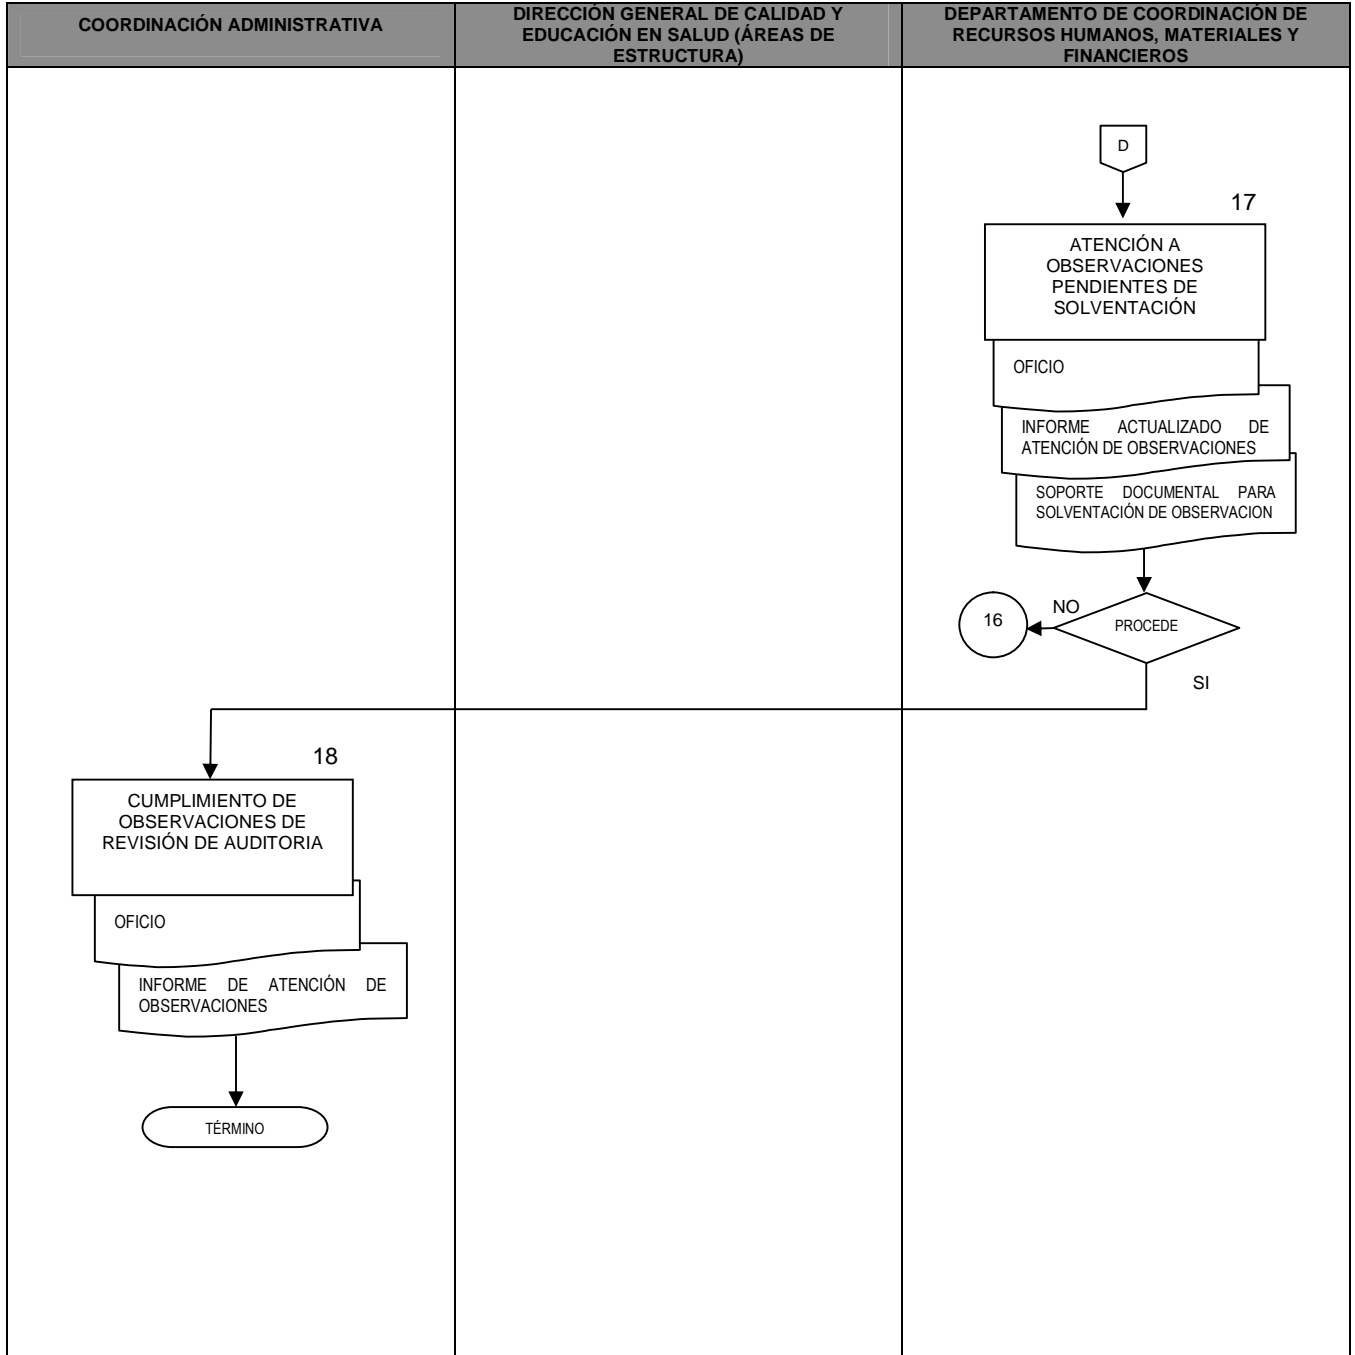 COORDINACIÓN ADMINISTRATIVA
DIRECCIÓN GENERAL DE CALIDAD Y
EDUCACIÓN EN SALUD (ÁREAS DE
ESTRUCTURA)
DEPARTAMENTO DE COORDINACIÓN DE
RECURSOS HUMANOS, MATERIALES Y
FINANCIEROS
D
17
ATENCIÓN A
OBSERVACIONES
PENDIENTES DE
SOLVENTACIÓN
OFICIO
INFORME ACTUALIZADO DE
ATENCIÓN DE OBSERVACIONES
SOPORTE DOCUMENTAL PARA
SOLVENTACIÓN DE OBSERVACION
NO
16
PROCEDE
SI
18
CUMPLIMIENTO DE
OBSERVACIONES DE
REVISIÓN DE AUDITORIA
OFICIO
INFORME DE ATENCIÓN DE
OBSERVACIONES
TÉRMINO